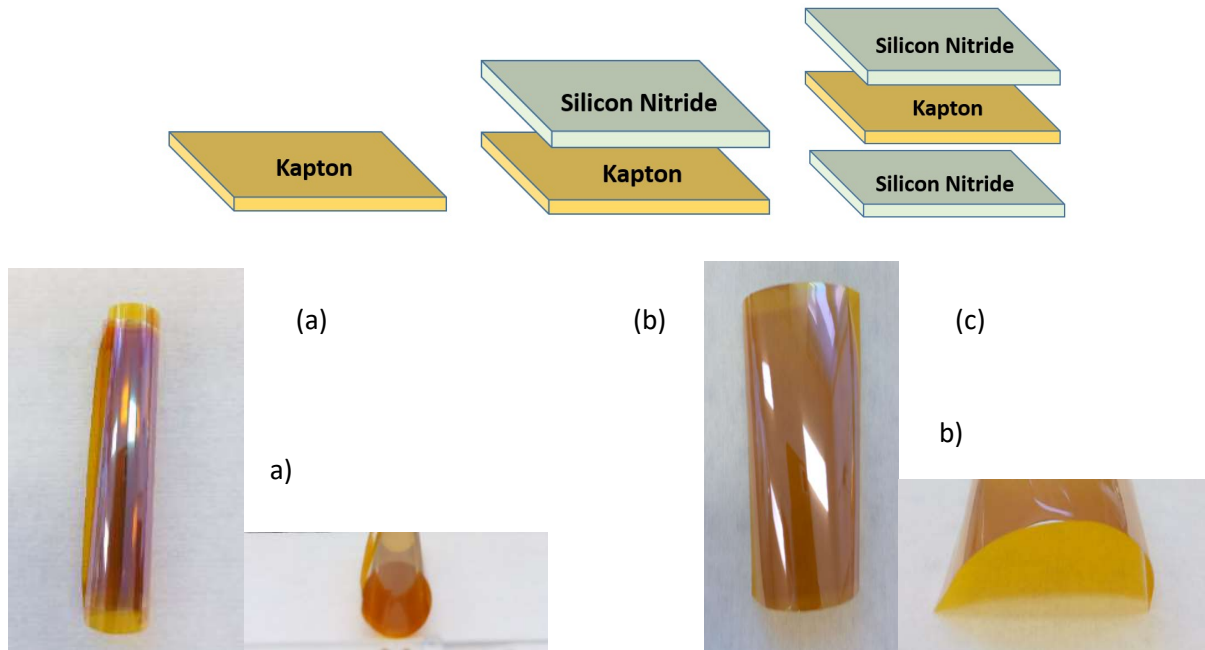 Silicon Nitride
Silicon Nitride
Kapton
Kapton
Kapton
Silicon Nitride
(a)
(b)
(c)
a)
b)